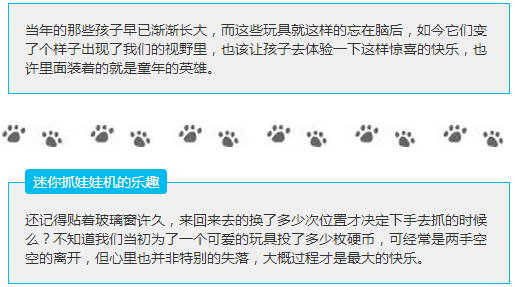 当年的那些孩子早已渐渐长大，而这些玩具就这样的忘在脑后，如今它们变
了个样子出现了我们的视野里，也该让孩子去体验一下这样惊喜的快乐，也
许里面装着的就是童年的英雄。
迷你抓娃娃机的乐趣
还记得贴着玻璃窗许久，来回来去的换了多少次位置才决定下手去抓的时候
么？不知道我们当初为了一个可爱的玩具投了多少枚硬币，可经常是两手空
空的离开，但心里也并非特别的失落，大概过程才是最大的快乐。